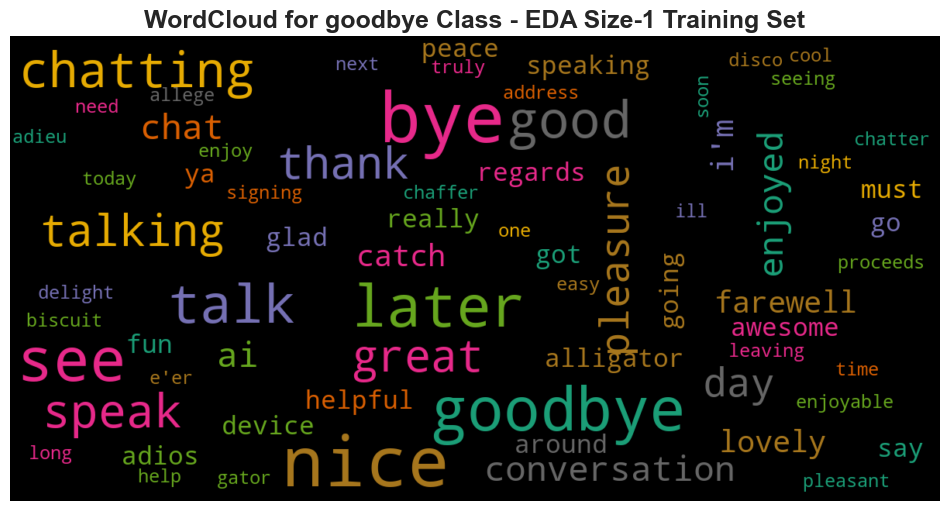 WordCloud for goodbye Class - EDA Size-1 Training Set
chatting
next
peace
truly
speaking
disco
cool
seeing
need
allege
bye
address
good
soon
adieu
chat
enjoy
thank
i'm
enjoyed
chatter
night
today
ya
signing
chaffer
regards
pleasure
must
talking
glad
really
one
ill
go
catch
got
going
proceeds
delight
biscuit
talk
later
easy
farewell
awesome
see
fun
e'er
ai
great
alligator
leaving
time
speak
helpful
goodbye
day
enjoyable
device
around
lovely
say
long
adios
help
gator
nice
conversation
pleasant